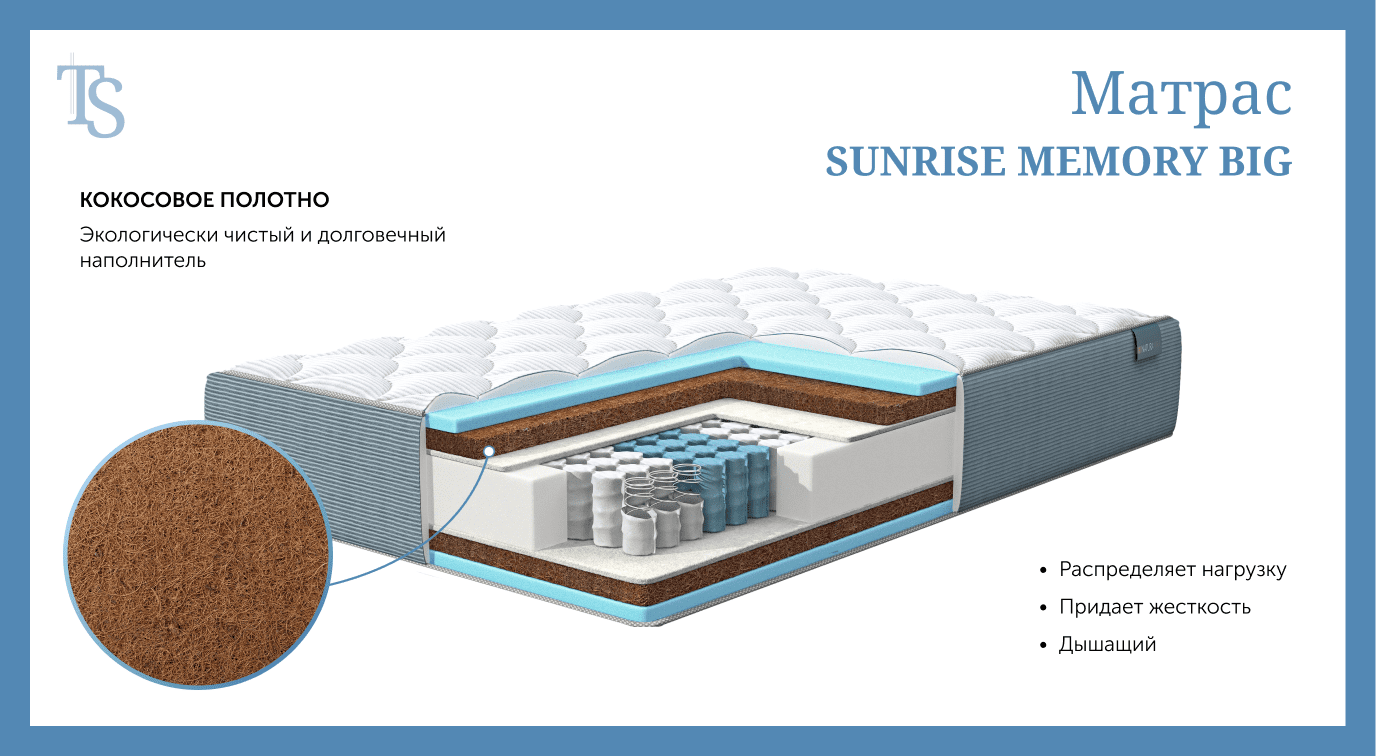 TS
Матрас
SUNRISE MEMORY BIG
КОКОСОВОЕ ПОЛОТНО
Экологически чистый и долговечный
наполнитель
• Распределяет нагрузку
• Придает жесткость
• Дышащий